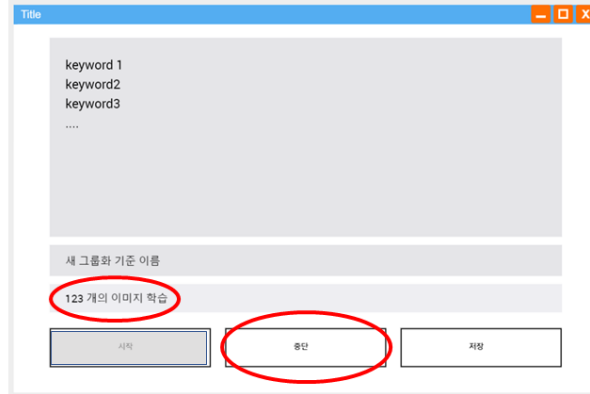 Title
keyword 1
keyword2
keyword3
....
새 그룹화 기준 이름
123 개의 이미지 학습
시작 중단 저장